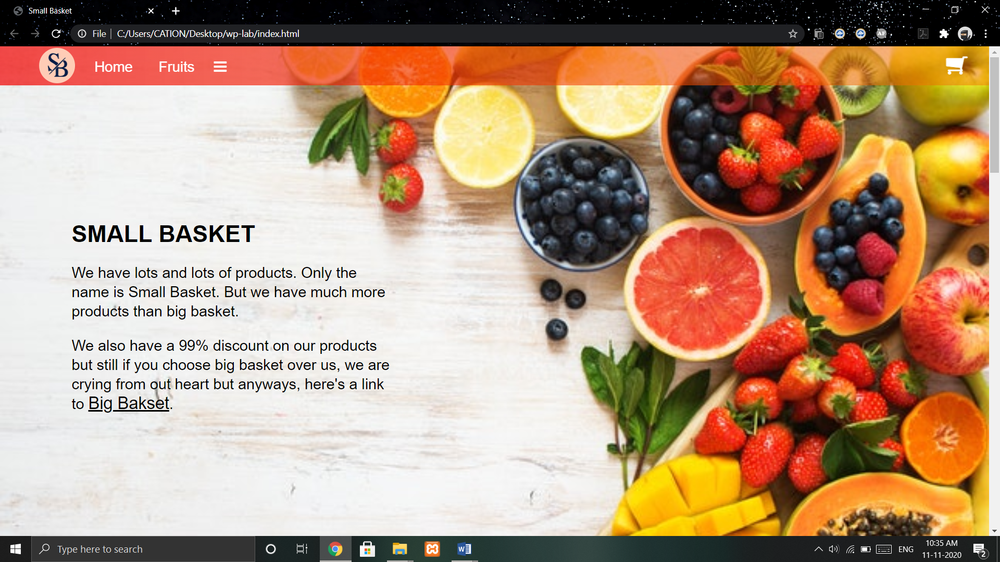 Small Basket
File
C:/Users/CATION/Desktop/wp-lab/index.html
AF
SB
Home
Fruits
SMALL BASKET
We have lots and lots of products. Only the
name is Small Basket. But we have much more
products than big basket.
We also have a 99% discount on our products
but still if you choose big basket over us, we are
crying from out heart but anyways, here's a link
to Big Bakset.
Type here to search
W
ENG
10:35 AM
11-11-2020
2